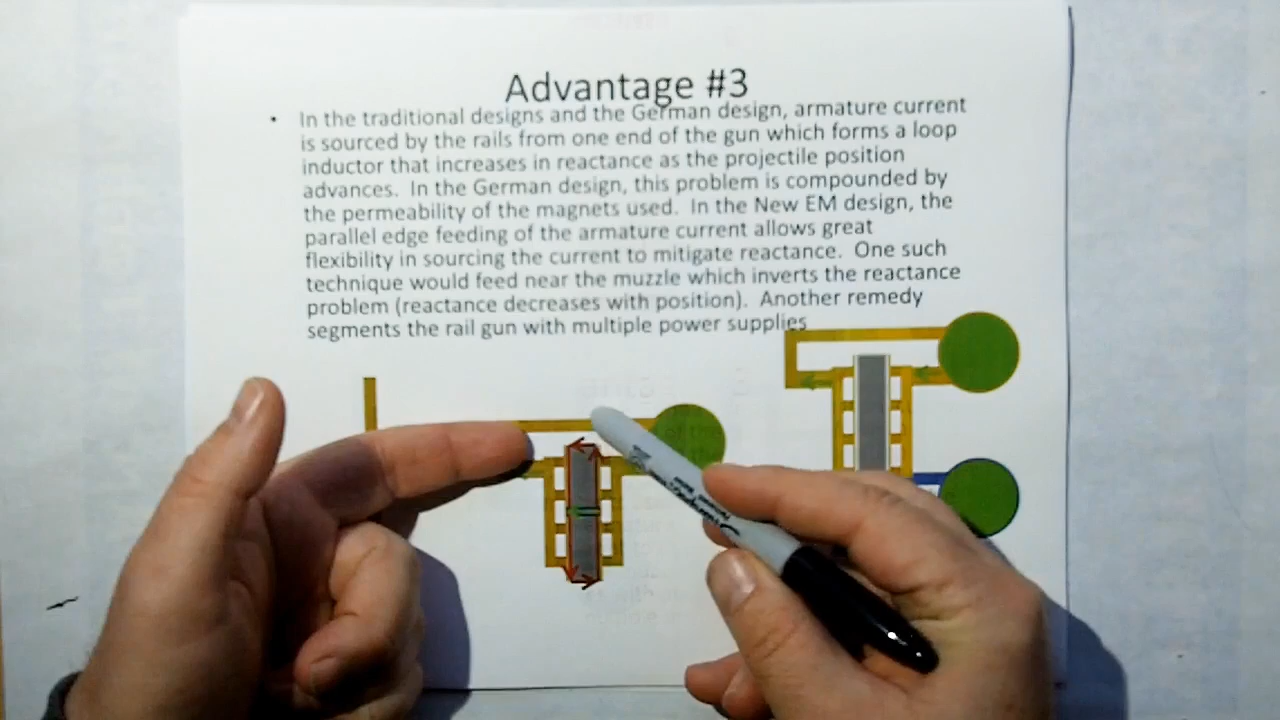 Advantage #3
• In the traditional designs and the German design, armature current
is sourced by the rails from one end of the gun which forms a loop
inductor that increases in reactance as the projectile position
advances. In the German design, this problem is compounded by
the permeability of the magnets used. In the New EM design, the
parallel edge feeding of the armature current allows great
flexibility in sourcing the current to mitigate reactance. One such
technique would feed near the muzzle which inverts the reactance
problem (reactance decreases with position). Another remedy
segments the rail gun with multiple power supplies